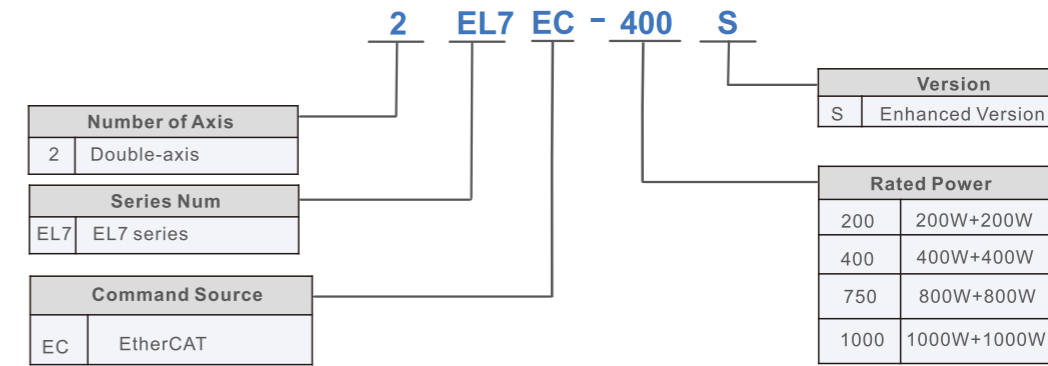 2 EL7 EC - 400 S
Number of Axis
2 Double-axis
Series Num
EL7 EL7 series
Command Source
EC EtherCAT
Version
S Enhanced Version
Rated Power
200 200W+200W
400 400W+400W
750 800W+800W
1000 1000W+1000W